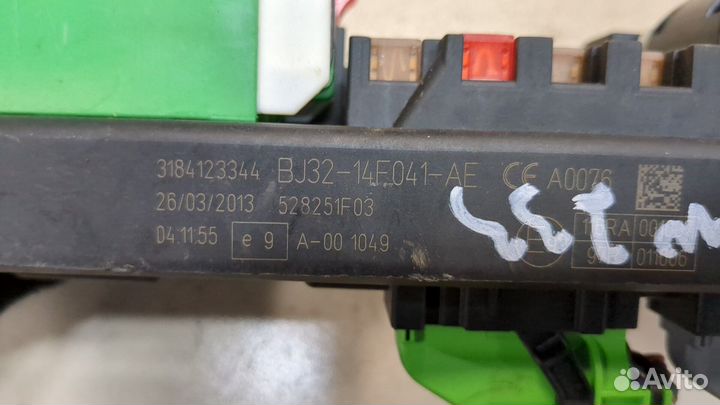 3184123344 BJ32-14F041-AE CE A0076
26/03/2013 528251F03
04.11:55 e 9 A-00 1049
Avito